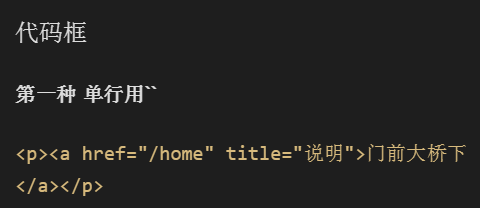 代码框
第一种 单行用``
<p><a href="/home" title="说明">门前大桥下
</a></p>